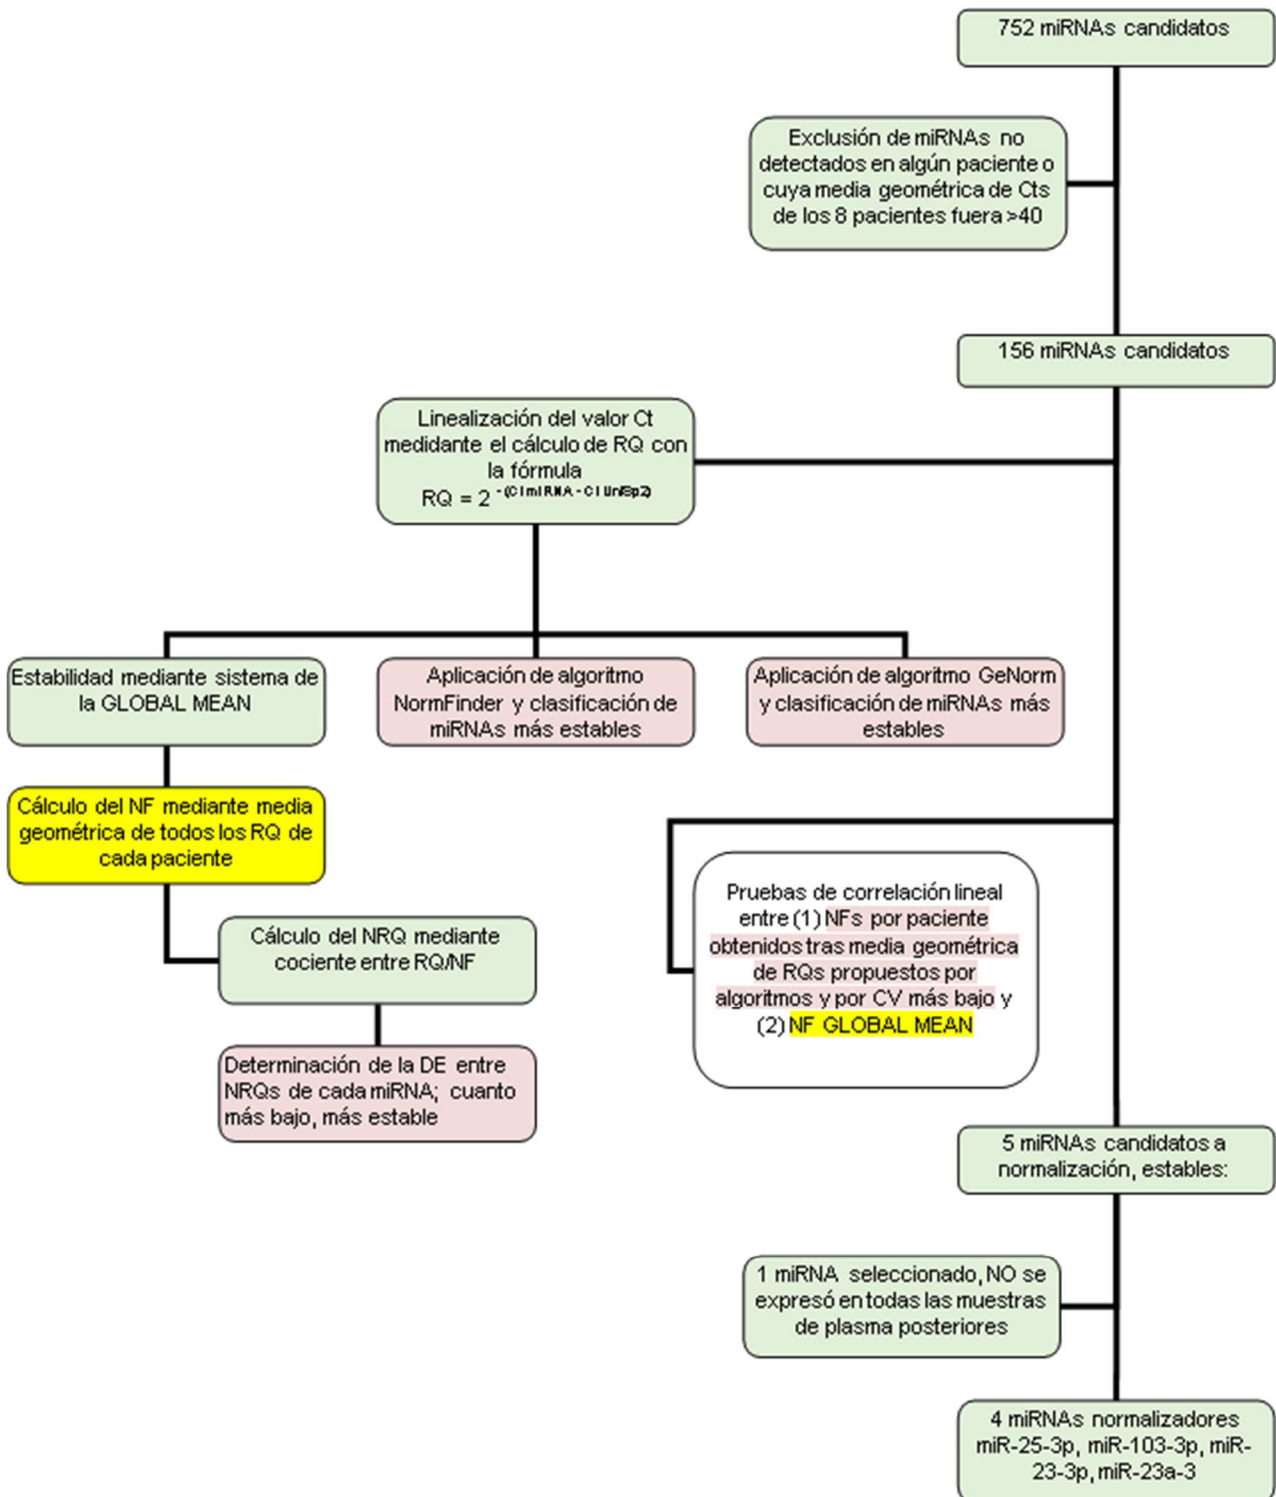 752 miRNAs candidatos
Exclusión de miRNAs no
detectados en algún paciente o
cuya media geométrica de Cts
de los 8 pacientes fuera >40
156 miRNAs candidatos
Linealización del valor Ct
medidante el cálculo de RQ con
la fórmula
RQ = 2 -(Ct miRNA - Ct UniSp2)
Estabilidad mediante sistema de
la GLOBAL MEAN
Aplicación de algoritmo
NormFinder y clasificación de
miRNAs más estables
Aplicación de algoritmo GeNorm
y clasificación de miRNAs más
estables
Cálculo del NF mediante media
geométrica de todos los RQ de
cada paciente
Cálculo del NRQ mediante
cociente entre RQ/NF
Determinación de la DE entre
NRQs de cada miRNA; cuanto
más bajo, más estable
Pruebas de correlación lineal
entre (1) NFs por paciente
obtenidos tras media geométrica
de RQs propuestos por
algoritmos y por CV más bajo y
(2) NF GLOBAL MEAN
5 miRNAs candidatos a
normalización, estables:
1 miRNA seleccionado, NO se
expresó en todas las muestras
de plasma posteriores
4 miRNAs normalizadores
miR-25-3p, miR-103-3p, miR-
23-3p, miR-23a-3